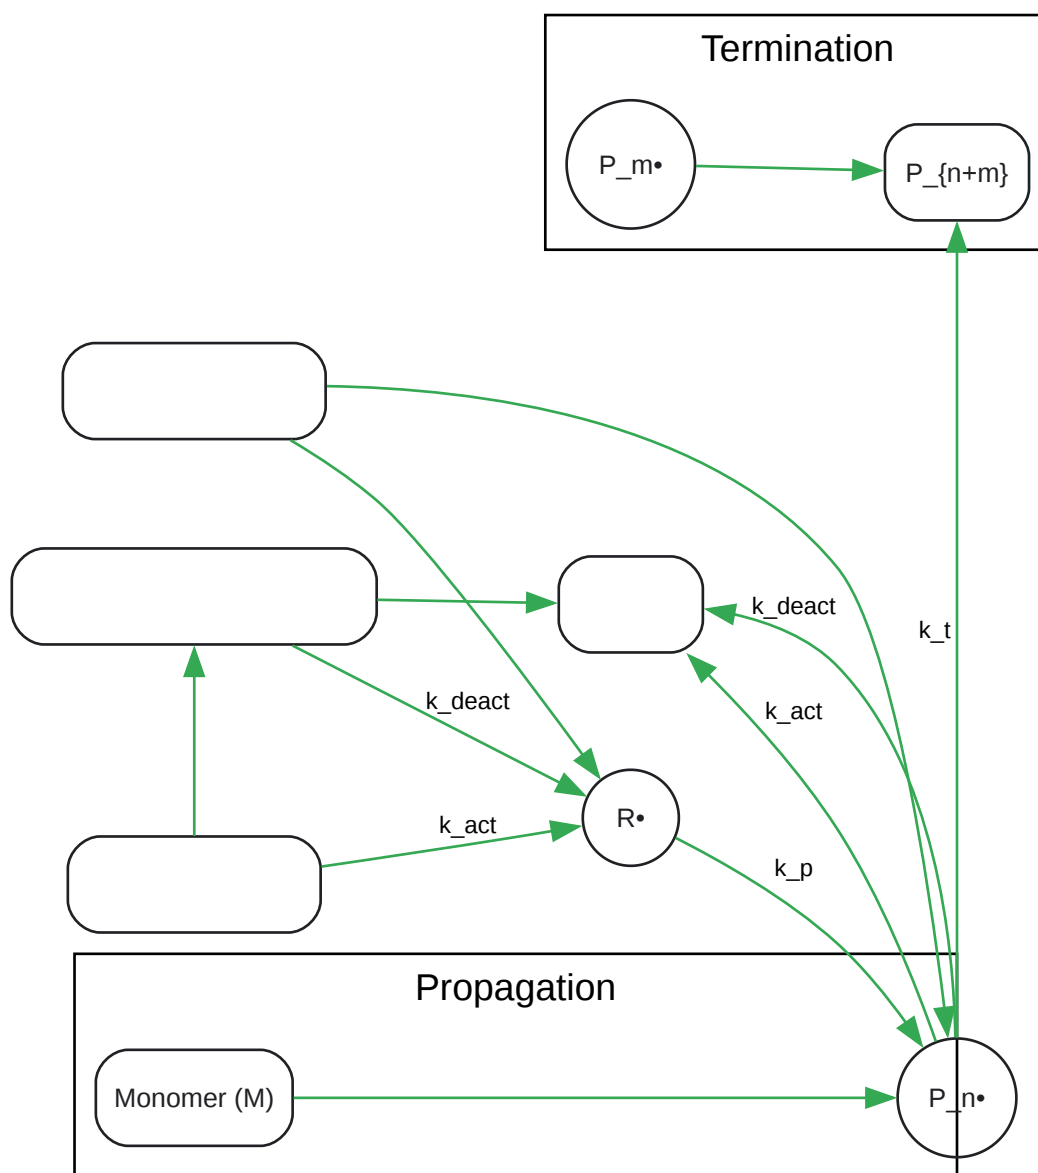 Termination
P_m•
P_{n+m}
k_deact
k_t
k_deact
k_act
k_act
R•
k_p
Propagation
Monomer (M)
P_n•